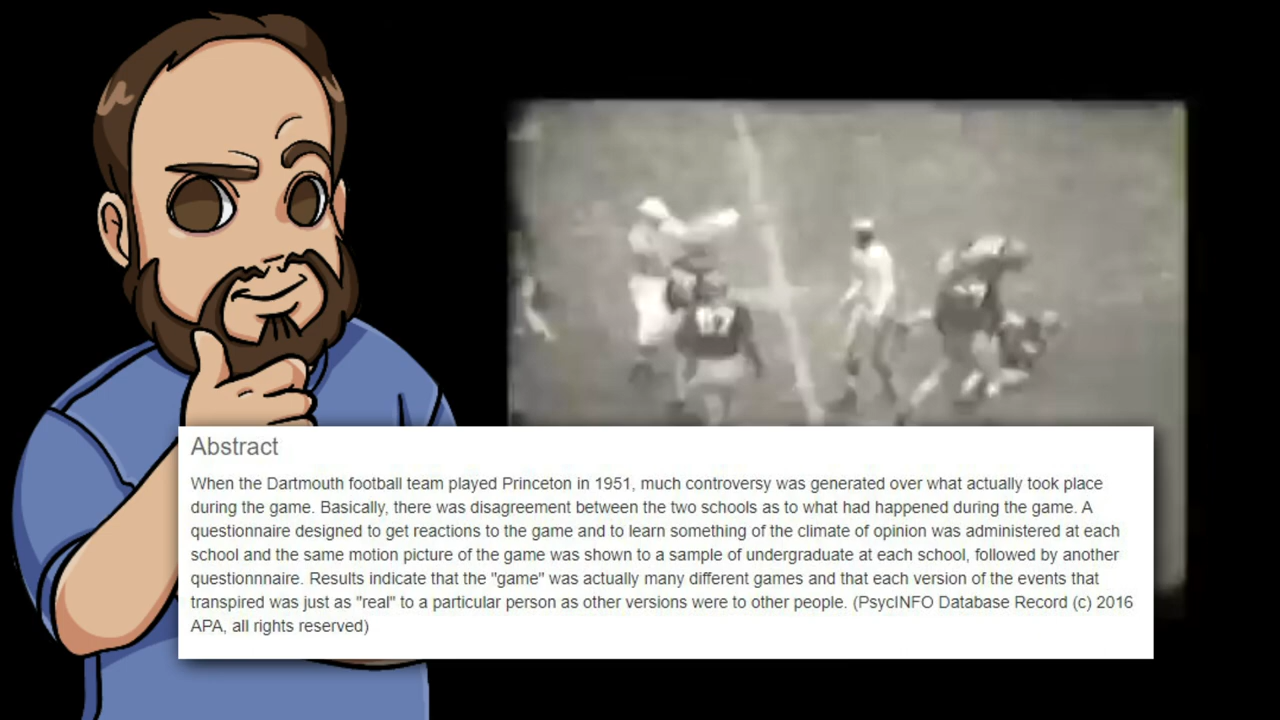 Abstract
When the Dartmouth football team played Princeton in 1951, much controversy was generated over what actually took place
during the game. Basically, there was disagreement between the two schools as to what had happened during the game. A
questionnaire designed to get reactions to the game and to learn something of the climate of opinion was administered at each
school and the same motion picture of the game was shown to a sample of undergraduate at each school, followed by another
questionnnaire. Results indicate that the "game" was actually many different games and that each version of the events that
transpired was just as "real" to a particular person as other versions were to other people. (PsycINFO Database Record (c) 2016
APA, all rights reserved)